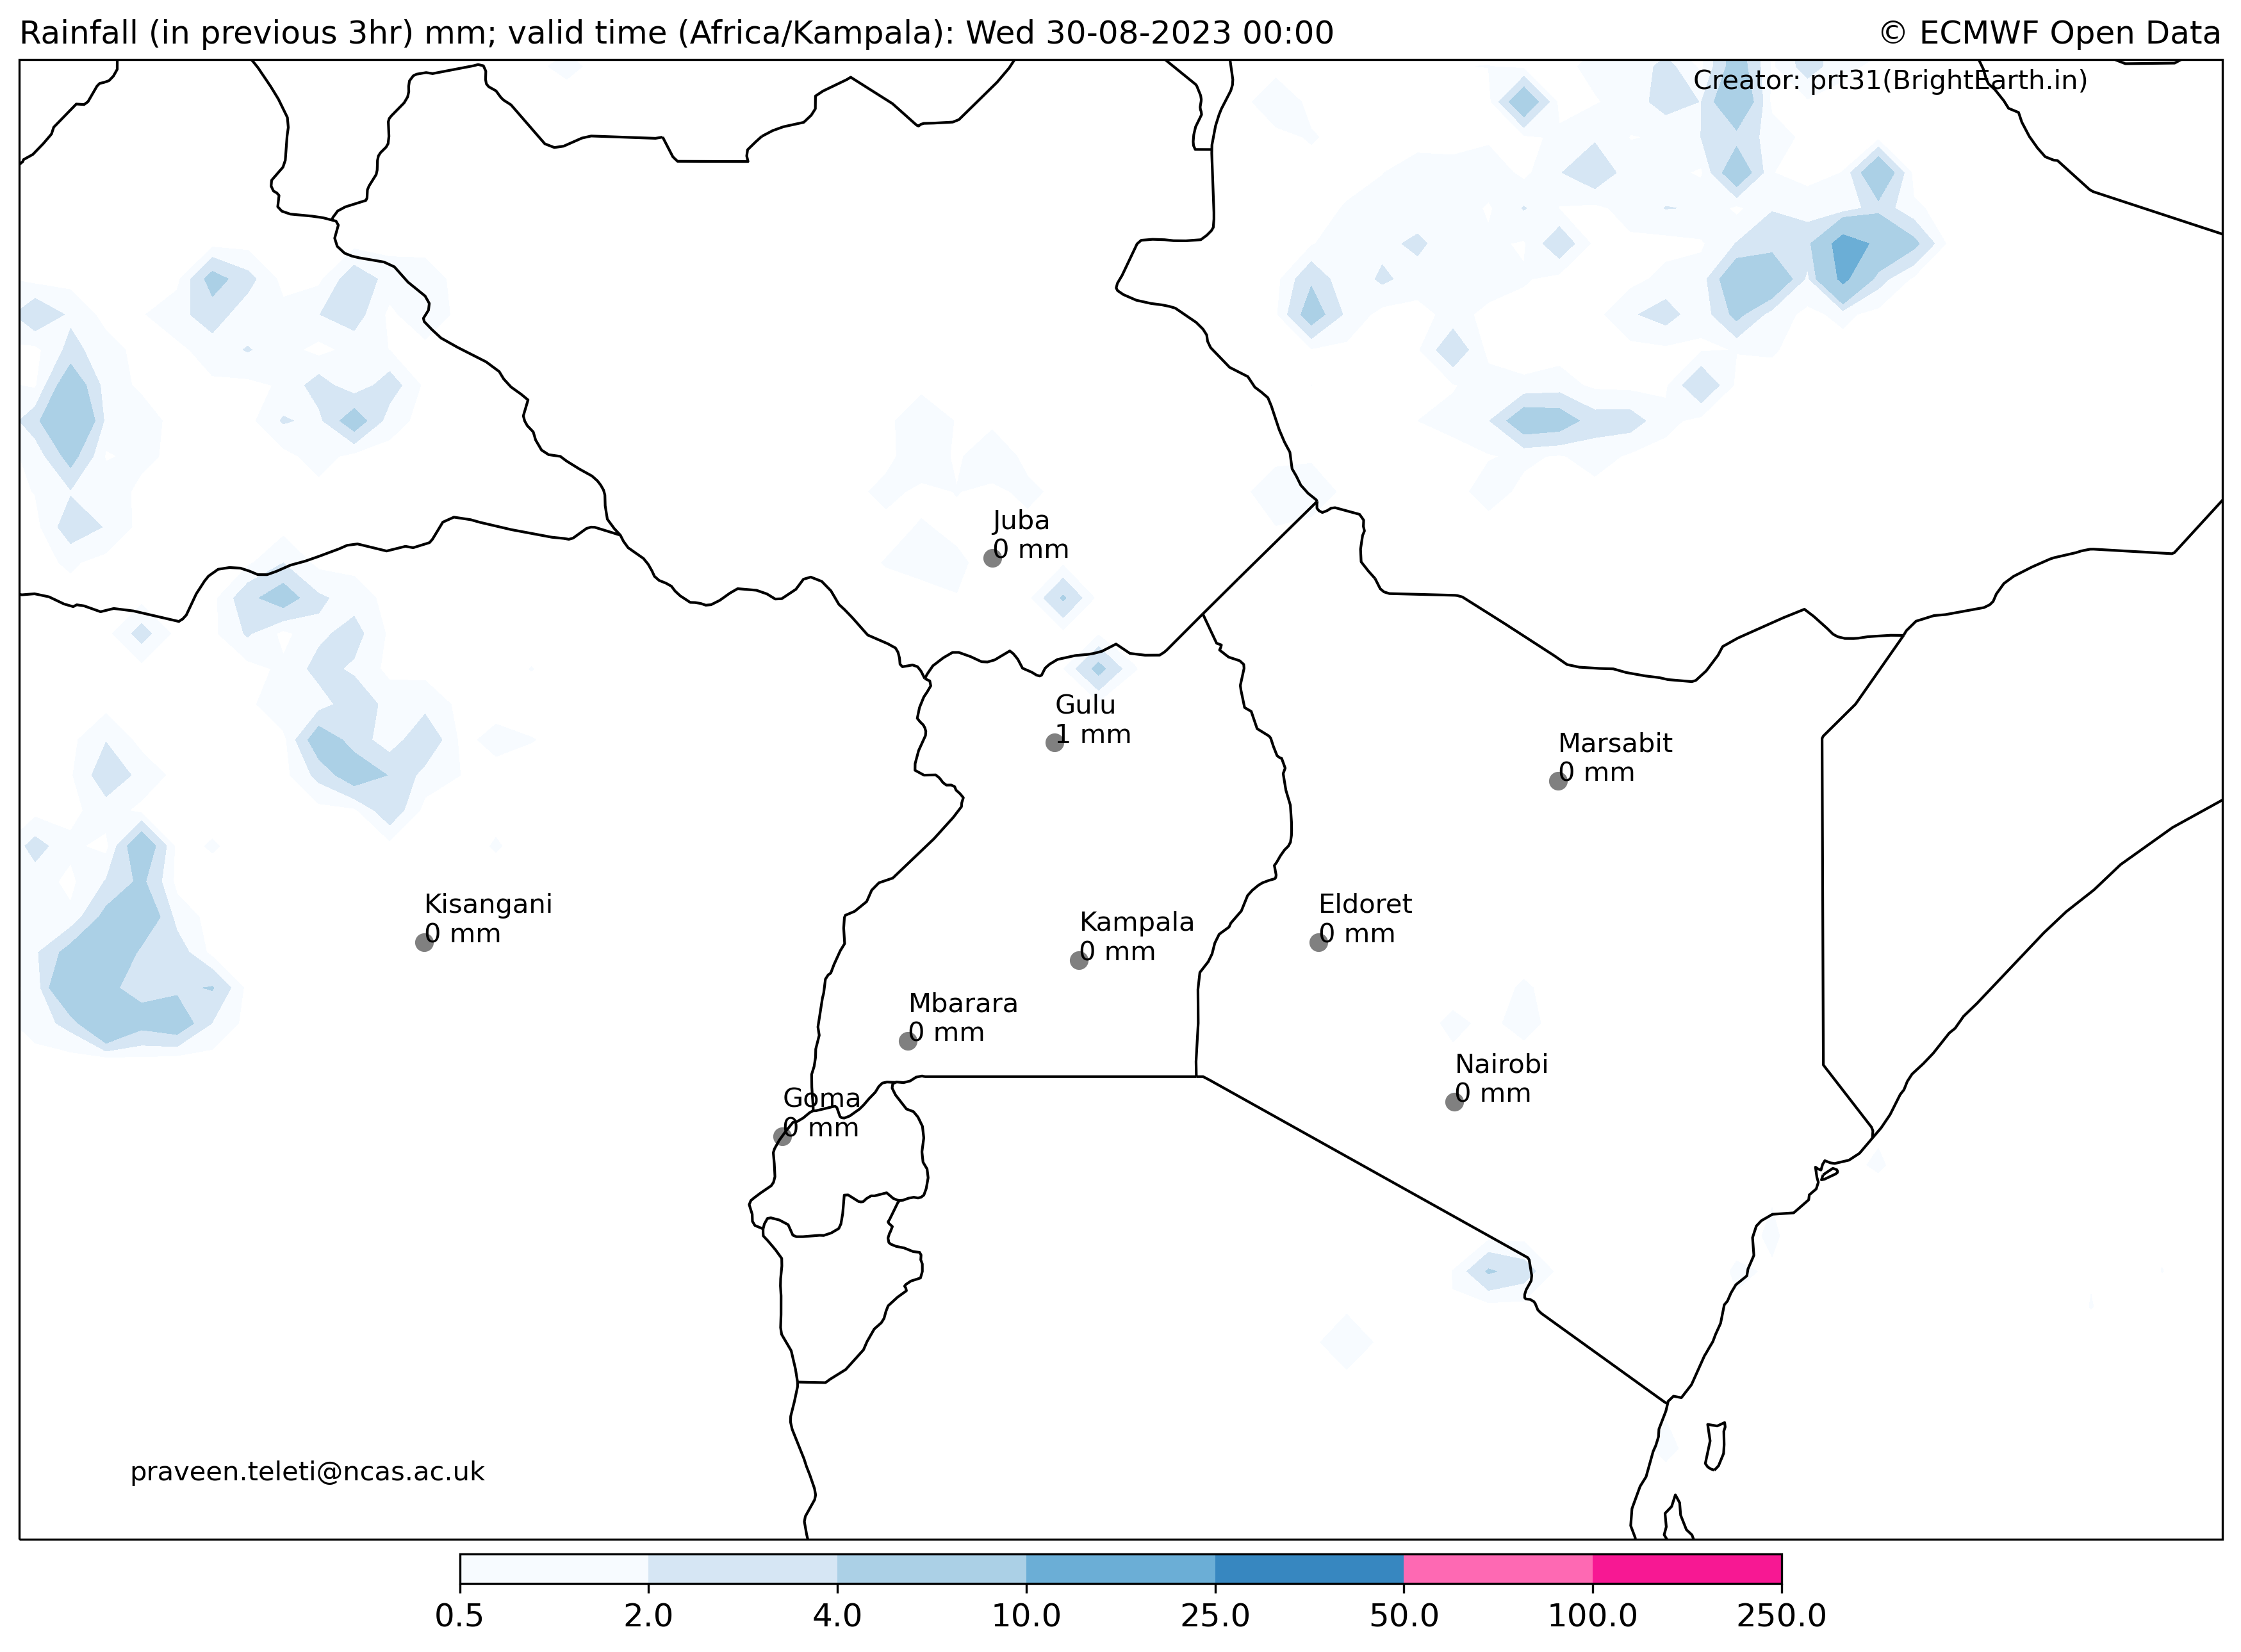 Rainfall (in previous 3hr) mm; valid time (Africa/Kampala): Wed 30-08-2023 00:00
© ECMWF Open Data
Creator: prt31(BrightEarth.in)
Juba
0 mm
Gulu
1 mm
Marsabit
0 mm
Kisangani
0 mm
Kampala
0 mm
Eldoret
0 mm
Mbarara
0 mm
Nairobi
0 mm
Goma
0 mm
praveen.teleti@ncas.ac.uk
0.5 2.0 4.0 10.0 25.0 50.0 100.0 250.0